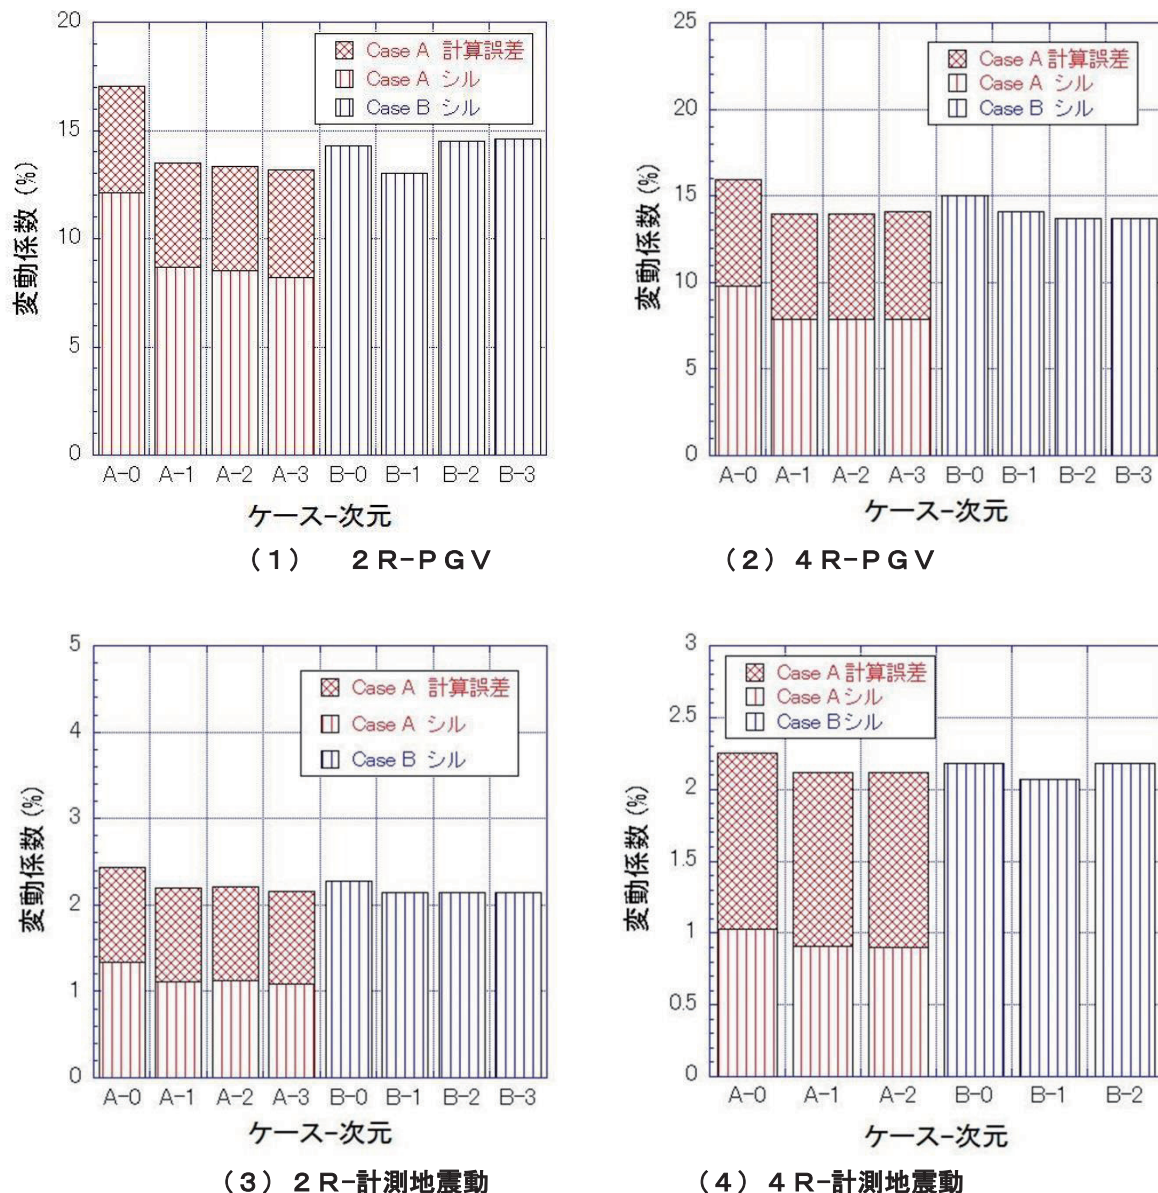 20
15
10
5
0
変動係数 (%)
Case A 計算誤差
Case A シル
Case B シル
A-0 A-1 A-2 A-3 B-0 B-1 B-2 B-3
ケース-次元
(1) 2R-PGV
25
20
15
10
5
0
変動係数 (%)
Case A 計算誤差
Case A シル
Case B シル
A-0 A-1 A-2 A-3 B-0 B-1 B-2 B-3
ケース-次元
(2) 4R-PGV
5
4
3
2
1
0
変動係数 (%)
Case A 計算誤差
Case A シル
Case B シル
A-0 A-1 A-2 A-3 B-0 B-1 B-2 B-3
ケース-次元
(3) 2R-計測地震動
3
2.5
2
1.5
1
0.5
0
変動係数 (%)
Case A 計算誤差
Case A シル
Case B シル
A-0 A-1 A-2 B-0 B-1 B-2
ケース-次元
(4) 4R-計測地震動